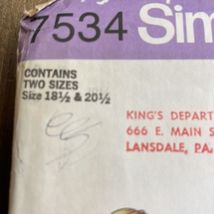 7534 Sim
CONTAINS
TWO SIZES
Size 18½ & 20½
KING'S DEPART
666 E. MAIN S
LANSDALE, PA.